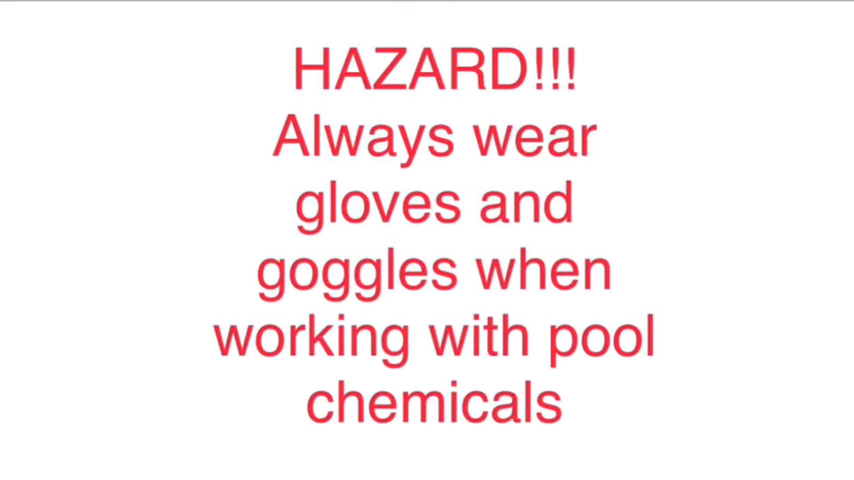 HAZARD!!!
Always wear
gloves and
goggles when
working with pool
chemicals